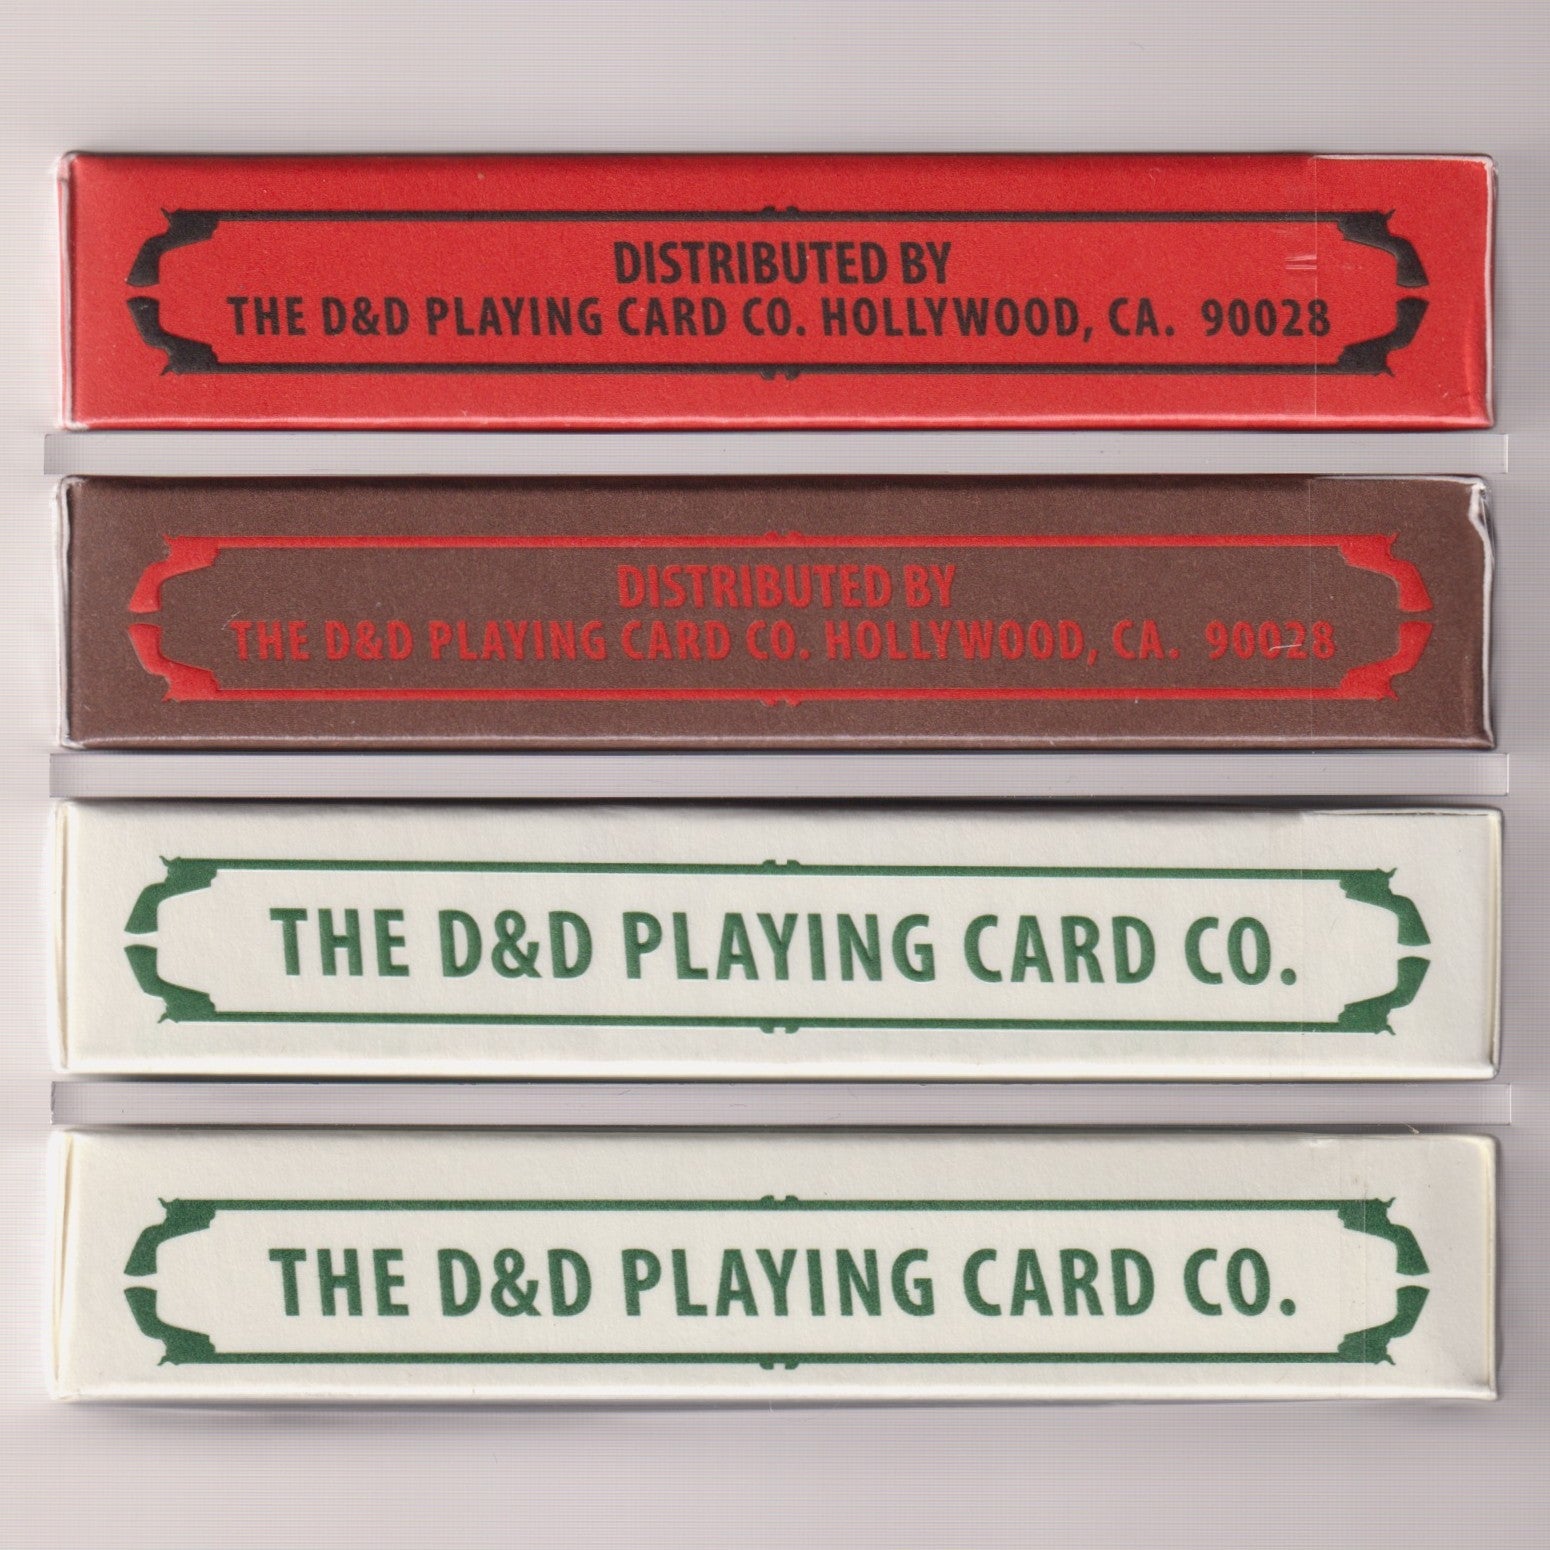 DISTRIBUTED BY
THE D&D PLAYING CARD CO. HOLLYWOOD, CA. 90028
DISTRIBUTED BY
THE D&D PLAYING CARD CO. HOLLYWOOD, CA. 90028
THE D&D PLAYING CARD CO.
THE D&D PLAYING CARD CO.